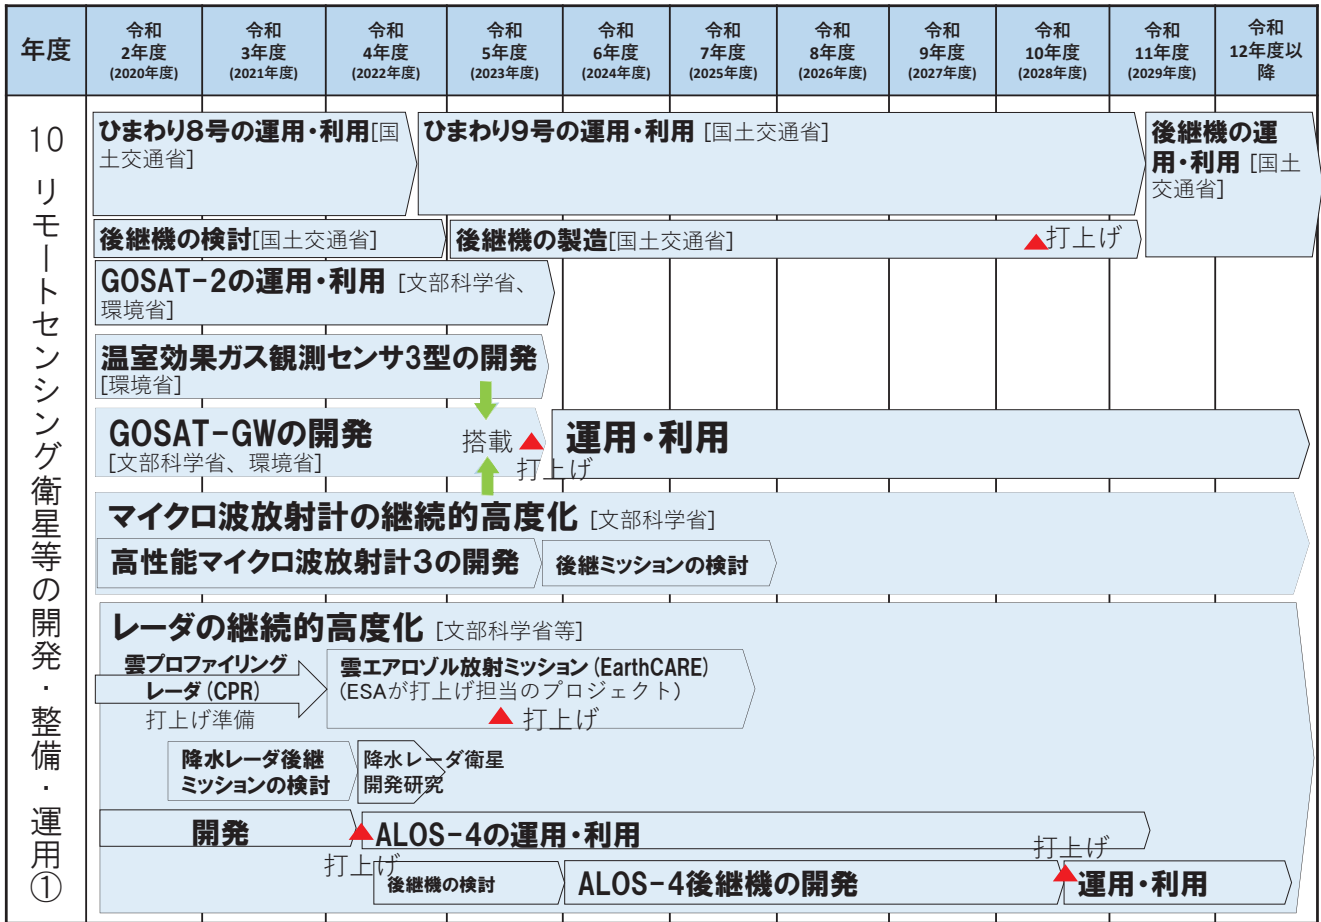 年度
令和
2年度
(2020年度)
令和
3年度
(2021年度)
令和
4年度
(2022年度)
令和
5年度
(2023年度)
令和
6年度
(2024年度)
令和
7年度
(2025年度)
令和
8年度
(2026年度)
令和
9年度
(2027年度)
令和
10年度
(2028年度)
令和
11年度
(2029年度)
令和
12年度以
降
10 リモートセンシング衛星等の開発・整備・運用①
ひまわり8号の運用・利用[国
土交通省]
ひまわり9号の運用・利用 [国土交通省]
後継機の運
用・利用 [国土
交通省]
後継機の検討[国土交通省]
後継機の製造[国土交通省]
▲打上げ
GOSAT-2の運用・利用 [文部科学省、
環境省]
温室効果ガス観測センサ3型の開発
[環境省]
GOSAT-GWの開発
[文部科学省、環境省]
搭載
打上げ
運用・利用
マイクロ波放射計の継続的高度化 [文部科学省]
高性能マイクロ波放射計3の開発
後継ミッションの検討
レーダの継続的高度化 [文部科学省等]
雲プロファイリング
レーダ(CPR)
打上げ準備
雲エアロゾル放射ミッション(EarthCARE)
(ESAが打上げ担当のプロジェクト)
▲ 打上げ
降水レーダ後継
ミッションの検討
降水レーダ衛星
開発研究
開発
打上げ
ALOS-4の運用・利用
後継機の検討
ALOS-4後継機の開発
打上げ
運用・利用